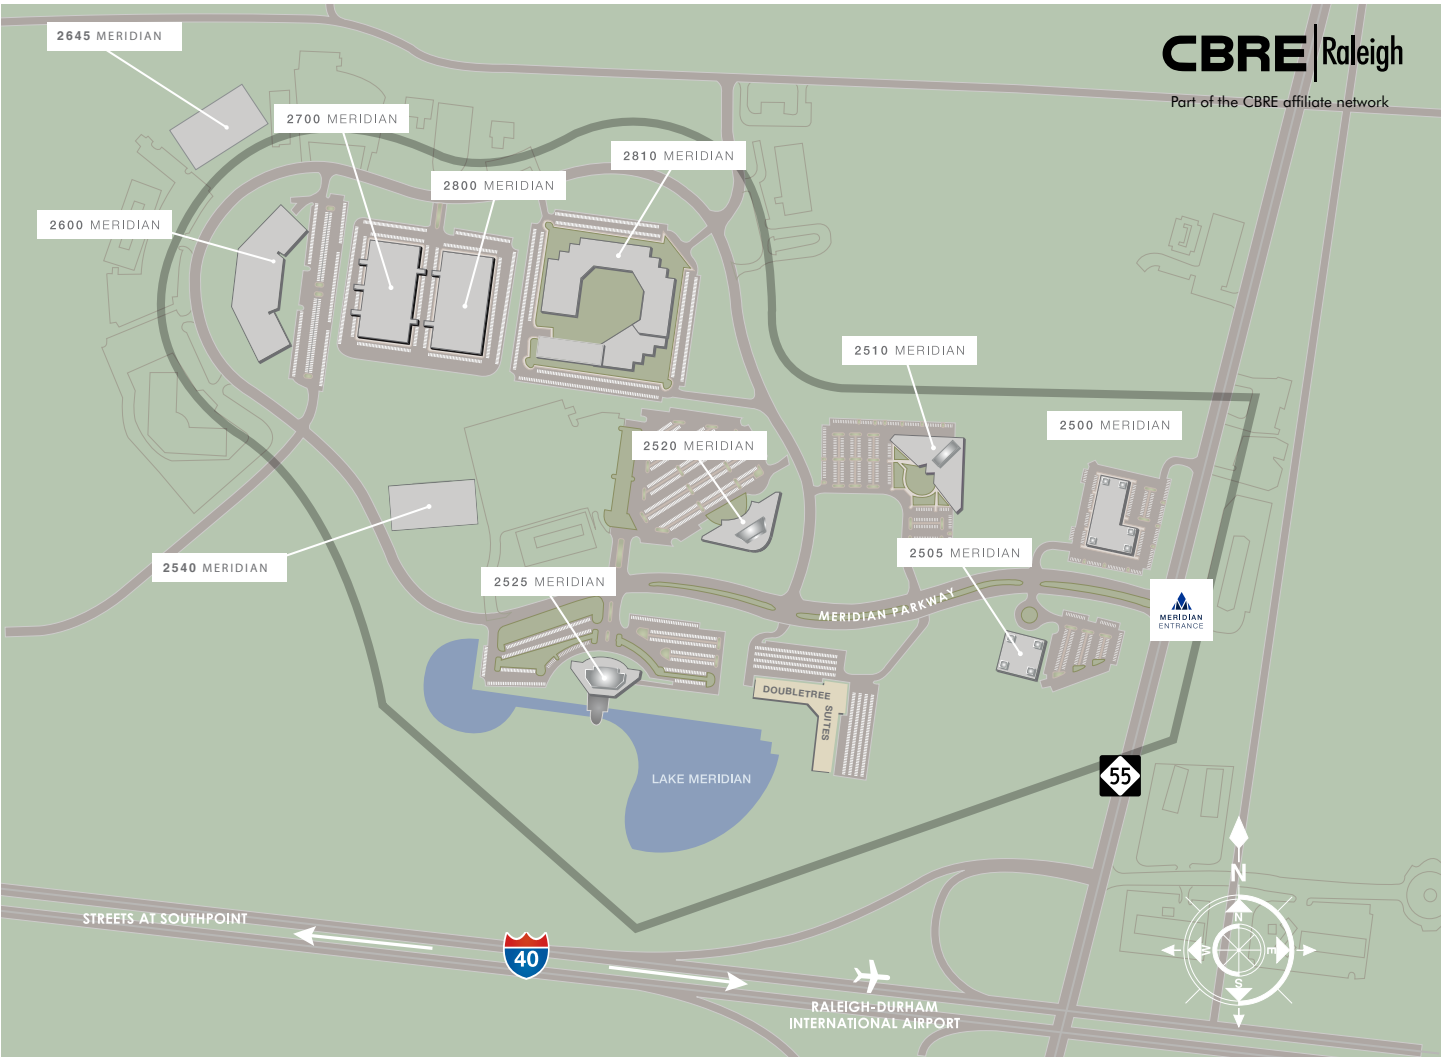 2645 MERIDIAN
CBRE Raleigh
Part of the CBRE affiliate network
2700 MERIDIAN
2810 MERIDIAN
2800 MERIDIAN
2600 MERIDIAN
2510 MERIDIAN
2500 MERIDIAN
2520 MERIDIAN
2505 MERIDIAN
2540 MERIDIAN
2525 MERIDIAN
MERIDIAN PARKWAY
MERIDIAN
ENTRANCE
DOUBLETREE
SUITES
LAKE MERIDIAN
55
N
N
W
E
S
STREETS AT SOUTHPOINT
40
RALEIGH-DURHAM
INTERNATIONAL AIRPORT